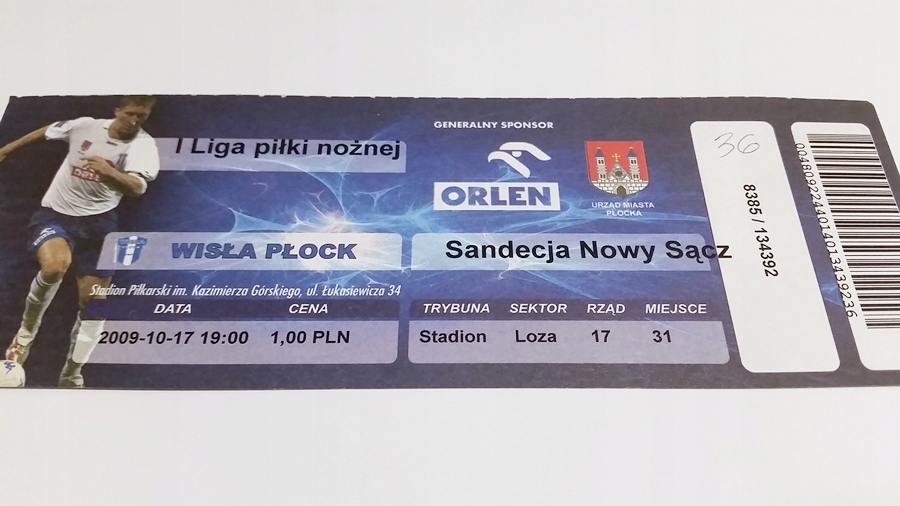 I Liga piłki nożnej
GENERALNY SPONSOR
ORLEN
URZĄD MIASTA
PŁOCKA
WISŁA PŁOCK
Sandecja Nowy Sącz
Stadion Piłkarski im. Kazimierza Górskiego, ul. Łukasiewicza 34
DATA CENA
2009-10-17 19:00 1,00 PLN
TRYBUNA SEKTOR RZĄD MIEJSCE
Stadion Loza 17 31
36
8385 / 134392